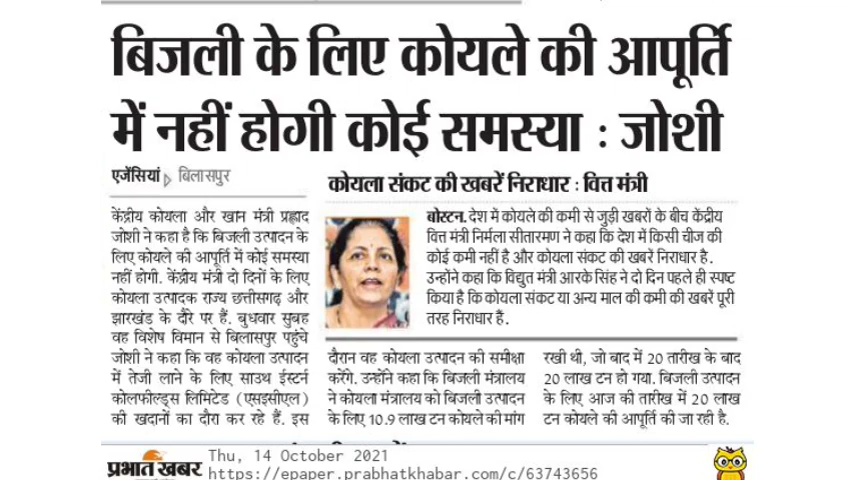 बिजली के लिए कोयले की आपूर्ति
में नहीं होगी कोई समस्या : जोशी
एजेंसियां बिलासपुर
केंद्रीय कोयला और खान मंत्री प्रह्लाद
जोशी ने कहा है कि बिजली उत्पादन के
लिए कोयले की आपूर्ति में कोई समस्या
नहीं होगी. केंद्रीय मंत्री दो दिनों के लिए
कोयला उत्पादक राज्य छत्तीसगढ़ और
झारखंड के दौरे पर हैं. बुधवार सुबह
वह विशेष विमान से बिलासपुर पहुंचे
जोशी ने कहा कि वह कोयला उत्पादन
में तेजी लाने के लिए साउथ ईस्टर्न
कोलफील्ड्स लिमिटेड (एसइसीएल)
की खदानों का दौरा कर रहे हैं. इस
दौरान वह कोयला उत्पादन की समीक्षा
करेंगे. उन्होंने कहा कि बिजली मंत्रालय
ने कोयला मंत्रालय को बिजली उत्पादन
के लिए 10.9 लाख टन कोयले की मांग
रखी थी, जो बाद में 20 तारीख के बाद
20 लाख टन हो गया. बिजली उत्पादन
के लिए आज की तारीख में 20 लाख
टन कोयले की आपूर्ति की जा रही है.
कोयला संकट की खबरें निराधार : वित्त मंत्री
बोस्टन. देश में कोयले की कमी से जुड़ी खबरों के बीच केंद्रीय
वित्त मंत्री निर्मला सीतारमण ने कहा कि देश में किसी चीज की
कोई कमी नहीं है और कोयला संकट की खबरें निराधार है.
उन्होंने कहा कि विद्युत मंत्री आरके सिंह ने दो दिन पहले ही स्पष्ट
किया है कि कोयला संकट या अन्य माल की कमी की खबरें पूरी
तरह निराधार हैं.
प्रभात खबर
Thu, 14 October 2021
https://epaper.prabhatkhabar.com/c/63743656